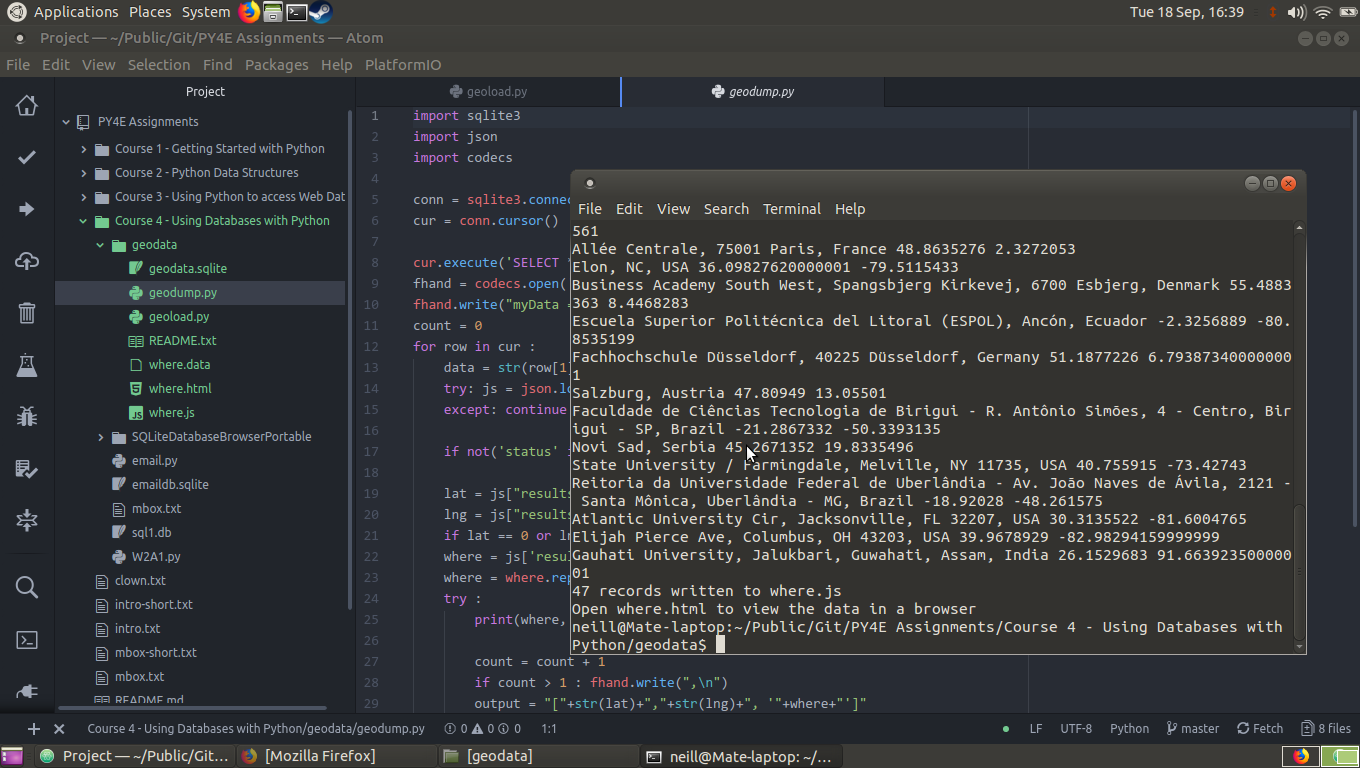 Applications Places System
Tue 18 Sep, 16:39
Project — ~/Public/Git/PY4E Assignments — Atom
File Edit View Selection Find Packages Help PlatformIO
Project
PY4E Assignments
Course 1 - Getting Started with Python
Course 2 - Python Data Structures
Course 3 - Using Python to access Web Dat
Course 4 - Using Databases with Python
geodata
geodata.sqlite
geodump.py
geoload.py
README.txt
where.data
where.html
where.js
SQLiteDatabaseBrowserPortable
email.py
emaildb.sqlite
mbox.txt
sql1.db
W2A1.py
clown.txt
intro-short.txt
intro.txt
mbox-short.txt
mbox.txt
README.md
geoload.py
geodump.py
1 import sqlite3
2 import json
3 import codecs
4
5 conn = sqlite3.connec
6 cur = conn.cursor()
7
8 cur.execute('SELECT
9 fhand = codecs.open(
10 fhand.write("myData =
11 count = 0
12 for row in cur :
13 data = str(row[1]
14 try: js = json.lo
15 except: continue
16
17 if not('status'
18
19 lat = js["results
20 lng = js["results
21 if lat == 0 or ln
22 where = js['resul
23 where = where.rep
24 try :
25 print(where,
26
27 count = count + 1
28 if count > 1 : fhand.write(",\n")
29 output = "["+str(lat)+","+str(lng)+", '"+where+"']"
File Edit View Search Terminal Help
561
Allée Centrale, 75001 Paris, France 48.8635276 2.3272053
Elon, NC, USA 36.09827620000001 -79.5115433
Business Academy South West, Spangsbjerg Kirkevej, 6700 Esbjerg, Denmark 55.4883
363 8.4468283
Escuela Superior Politécnica del Litoral (ESPOL), Ancón, Ecuador -2.3256889 -80.
8535199
Fachhochschule Düsseldorf, 40225 Düsseldorf, Germany 51.1877226 6.79387340000000
1
Salzburg, Austria 47.80949 13.05501
Faculdade de Ciências Tecnologia de Birigui - R. Antônio Simões, 4 - Centro, Bir
igui - SP, Brazil -21.2867332 -50.3393135
Novi Sad, Serbia 45.2671352 19.8335496
State University / Farmingdale, Melville, NY 11735, USA 40.755915 -73.42743
Reitoria da Universidade Federal de Uberlândia - Av. João Naves de Ávila, 2121 -
Santa Mônica, Uberlândia - MG, Brazil -18.92028 -48.261575
Atlantic University Cir, Jacksonville, FL 32207, USA 30.3135522 -81.6004765
Elijah Pierce Ave, Columbus, OH 43203, USA 39.9678929 -82.98294159999999
Gauhati University, Jalukbari, Guwahati, Assam, India 26.1529683 91.663923500000
01
47 records written to where.js
Open where.html to view the data in a browser
neill@Mate-laptop:~/Public/Git/PY4E Assignments/Course 4 - Using Databases with
Python/geodata$
Course 4 - Using Databases with Python/geodata/geodump.py 0 0 0 1:1
LF UTF-8 Python master Fetch 8 files
Project — ~/Public/Git... [Mozilla Firefox] [geodata] neill@Mate-laptop: ~/...